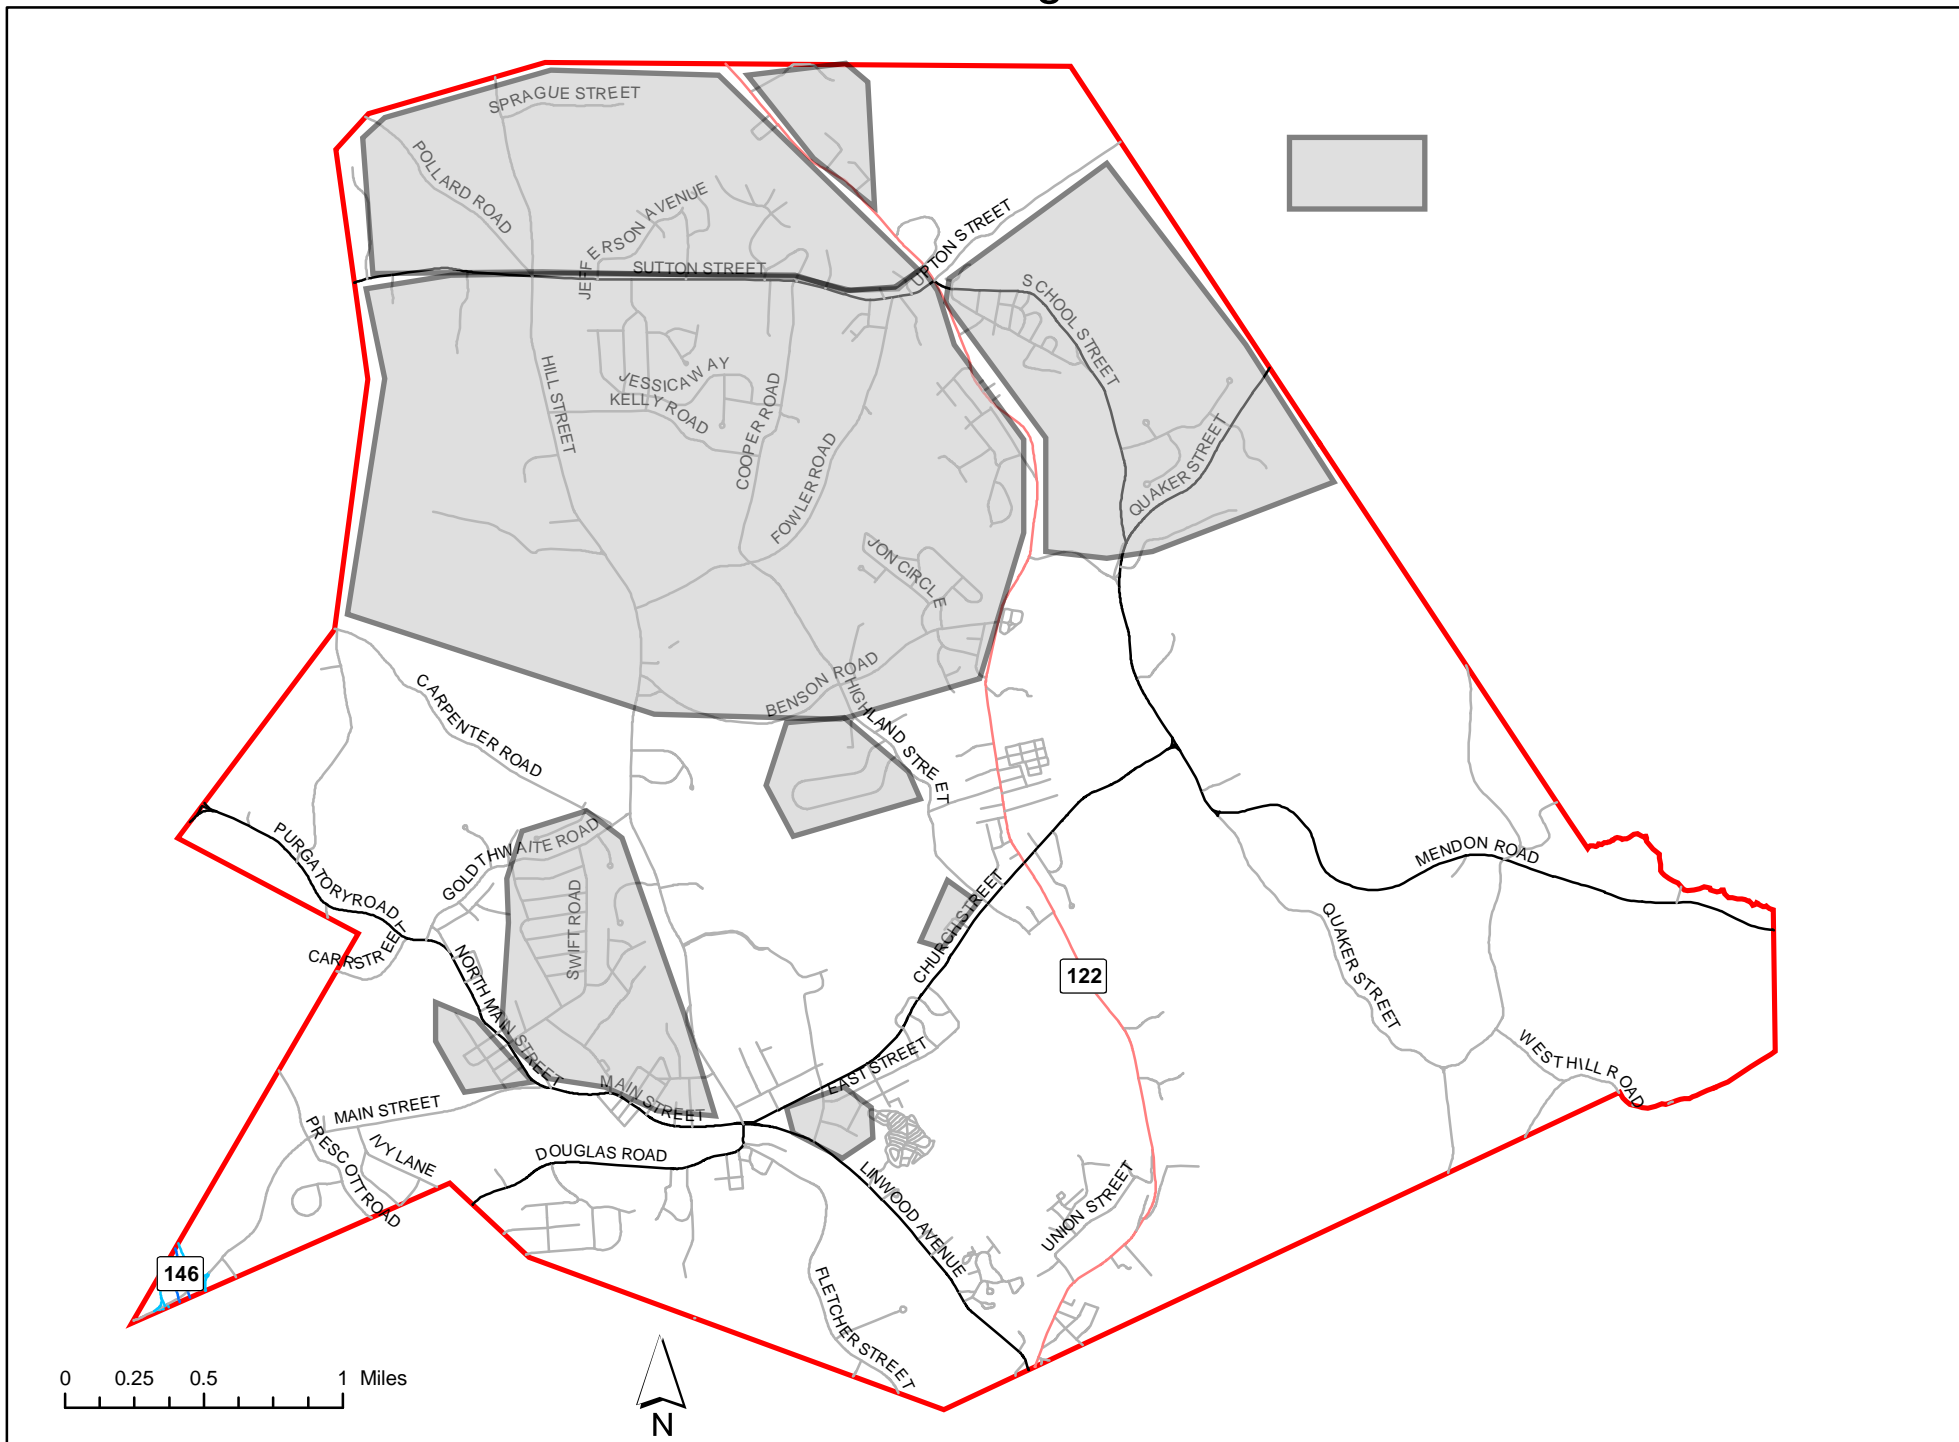 SPRAGUE STREET
POLLARD ROAD
JEFFERSON AVENUE
UPTON STREET
SUTTON STREET
SCHOOL STREET
HILL STREET
JESSICA WAY
KELLY ROAD
COOPER ROAD
FOWLER ROAD
QUAKER STREET
JON CIRCLE
BENSON ROAD
HIGHLAND STREET
CARPENTER ROAD
PURGATORY ROAD
GOLDTHWAITE ROAD
MENDON ROAD
SWIFT ROAD
CHURCH STREET
QUAKER STREET
CARR STREET
NORTH MAIN STREET
122
WEST HILL ROAD
EAST STREET
MAIN STREET
MAIN STREET
PRESCOTT ROAD
IVY LANE
DOUGLAS ROAD
LINWOOD AVENUE
UNION STREET
146
FLETCHER STREET
0 0.25 0.5 1 Miles
N